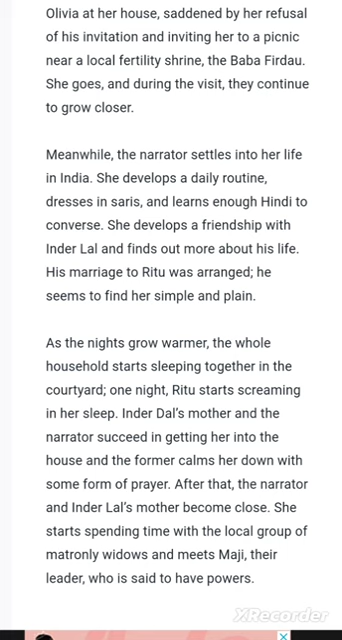 Olivia at her house, saddened by her refusal
of his invitation and inviting her to a picnic
near a local fertility shrine, the Baba Firdau.
She goes, and during the visit, they continue
to grow closer.
Meanwhile, the narrator settles into her life
in India. She develops a daily routine,
dresses in saris, and learns enough Hindi to
converse. She develops a friendship with
Inder Lal and finds out more about his life.
His marriage to Ritu was arranged; he
seems to find her simple and plain.
As the nights grow warmer, the whole
household starts sleeping together in the
courtyard; one night, Ritu starts screaming
in her sleep. Inder Dal’s mother and the
narrator succeed in getting her into the
house and the former calms her down with
some form of prayer. After that, the narrator
and Inder Lal’s mother become close. She
starts spending time with the local group of
matronly widows and meets Maji, their
leader, who is said to have powers.
XRecorder